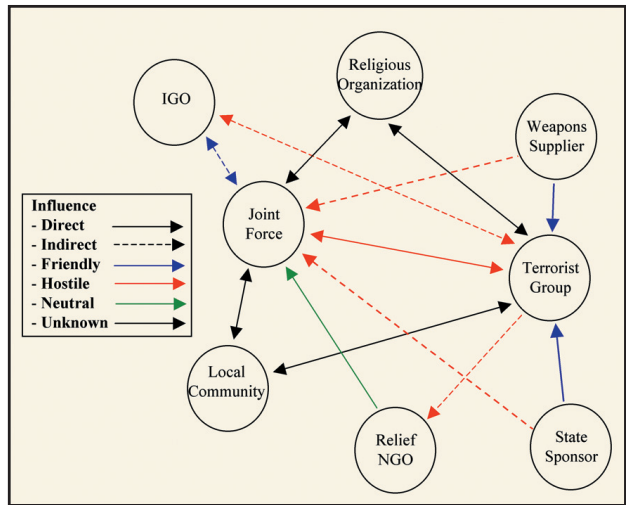 Religious
Organization
IGO
Weapons
Supplier
Influence
- Direct
- Indirect
- Friendly
- Hostile
- Neutral
- Unknown
Joint
Force
Terrorist
Group
Local
Community
Relief
NGO
State
Sponsor